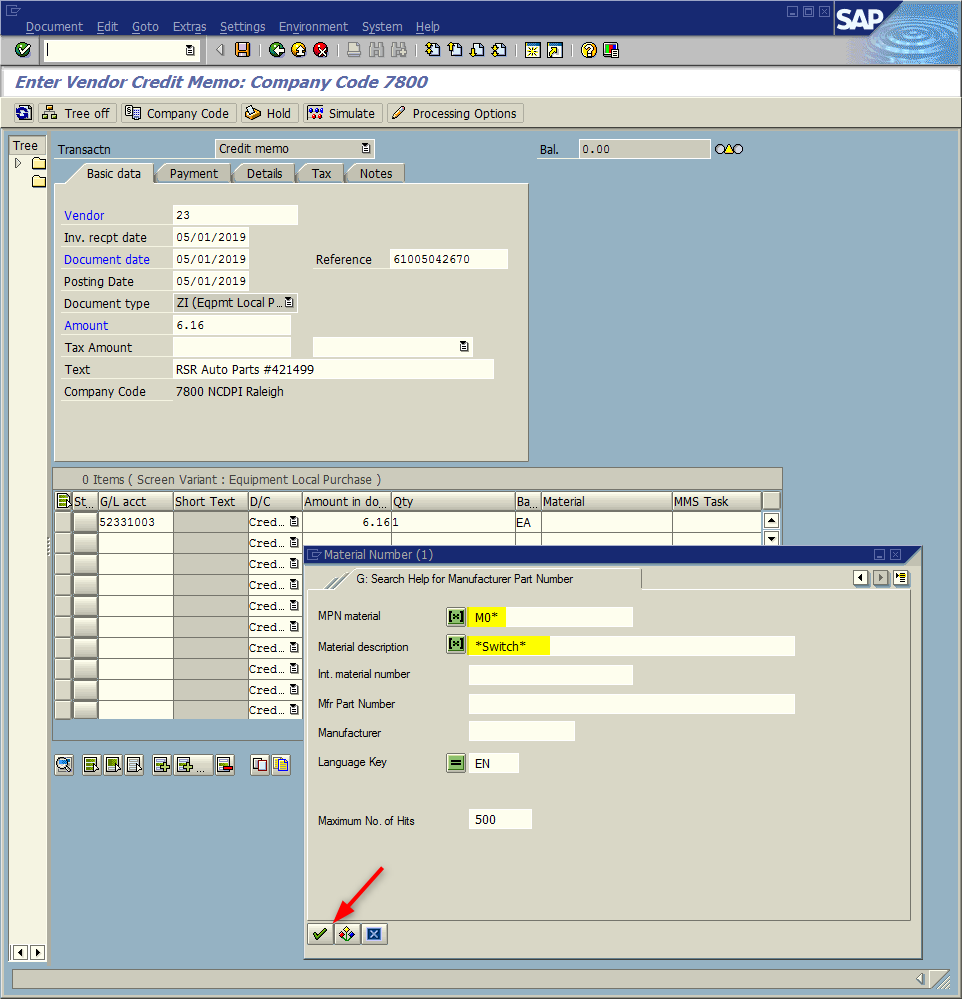 Document Edit Goto Extras Settings Environment System Help
SAP
Enter Vendor Credit Memo: Company Code 7800
Tree off Company Code Hold Simulate Processing Options
Tree
Transactn Credit memo Bal. 0.00
Basic data Payment Details Tax Notes
Vendor 23
Inv. recpt date 05/01/2019
Document date 05/01/2019 Reference 61005042670
Posting Date 05/01/2019
Document type ZI (Eqpmt Local P...
Amount 6.16
Tax Amount
Text RSR Auto Parts #421499
Company Code 7800 NCDPI Raleigh
0 Items ( Screen Variant : Equipment Local Purchase )
St... G/L acct Short Text D/C Amount in do... Qty Ba... Material MMS Task
52331003 Cred... 6.16 1 EA
Cred...
Cred...
Cred...
Cred...
Cred...
Cred...
Cred...
Cred...
Cred...
Material Number (1)
G: Search Help for Manufacturer Part Number
MPN material M0*
Material description *Switch*
Int. material number
Mfr Part Number
Manufacturer
Language Key EN
Maximum No. of Hits 500
...